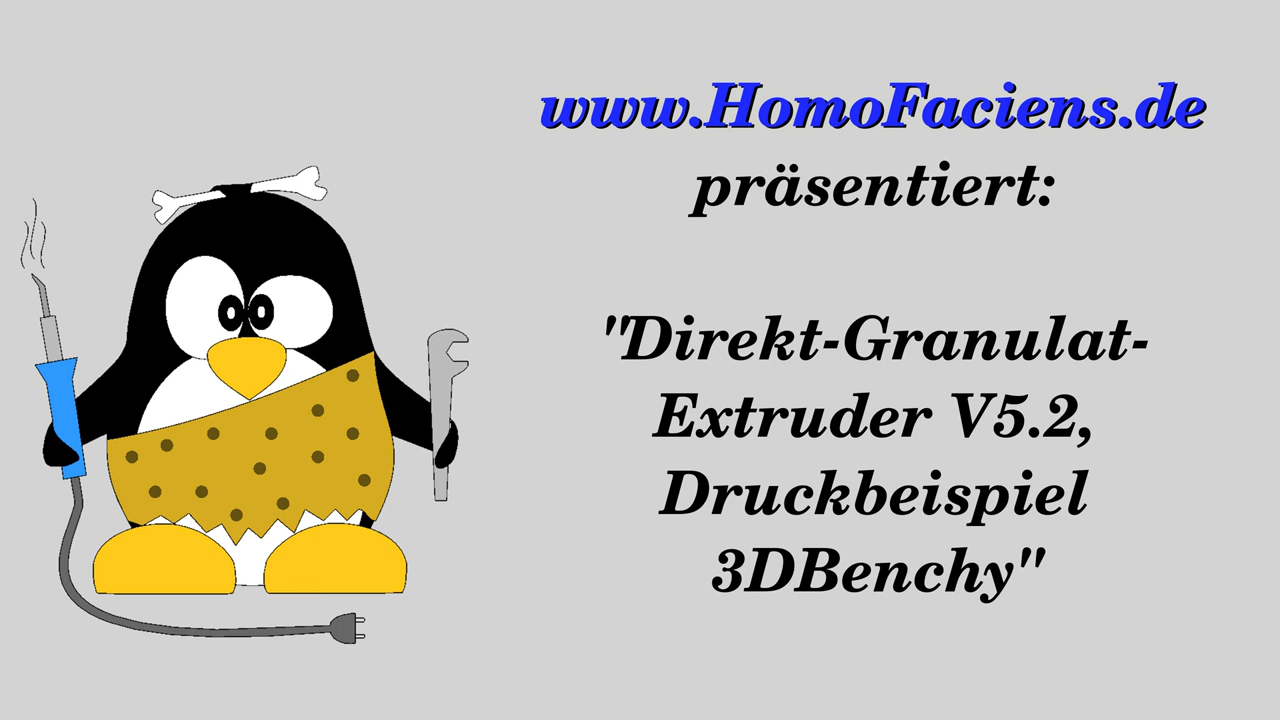 www.HomoFaciens.de
präsentiert:
"Direkt-Granulat-
Extruder V5.2,
Druckbeispiel
3DBenchy"